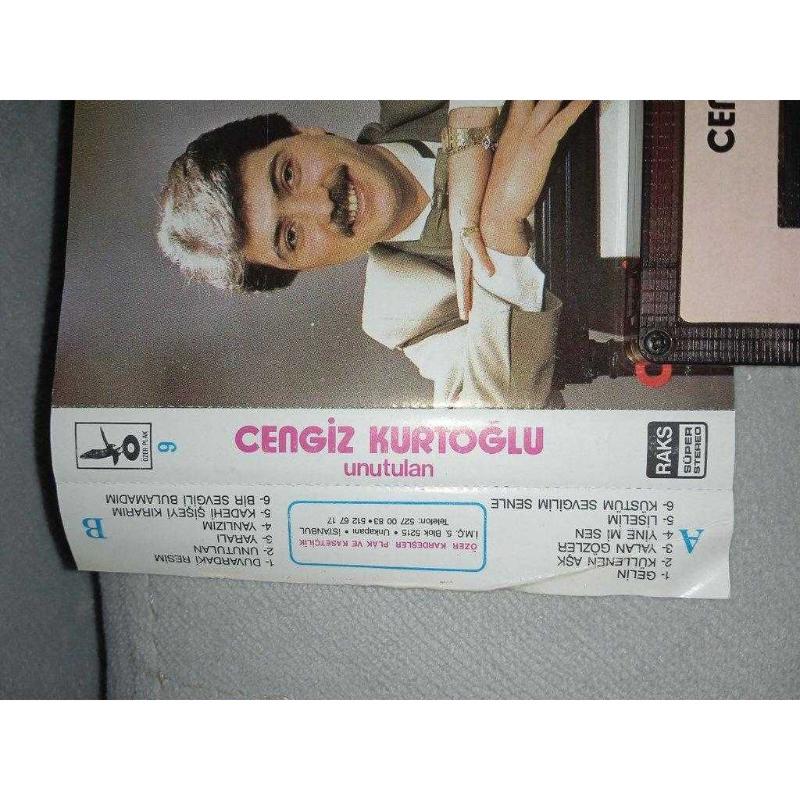 CENGİZ KURTOĞLU
unutulan
ÖZER PLAK
6
RAKS
SÜPER
STEREO
CEN
A
1- GELİN
2- KÜLLENEN AŞK
3- YALAN GÖZLER
4- YİNE Mİ SEN
5- LİSELİM
6- KÜSTÜM SEVGİLİM SENLE
ÖZER KARDEŞLER PLAK VE KASETÇİLİK
İ.M.Ç. 5. Blok 5215 • Unkapanı • İSTANBUL
Telefon: 527 00 83 • 512 67 17
B
1- DUVARDAKİ RESİM
2- UNUTULAN
3- YARALI
4- YANLIZIM
5- KADEHİ ŞİŞEYİ KIRARIM
6- BİR SEVGİLİ BULAMADIM